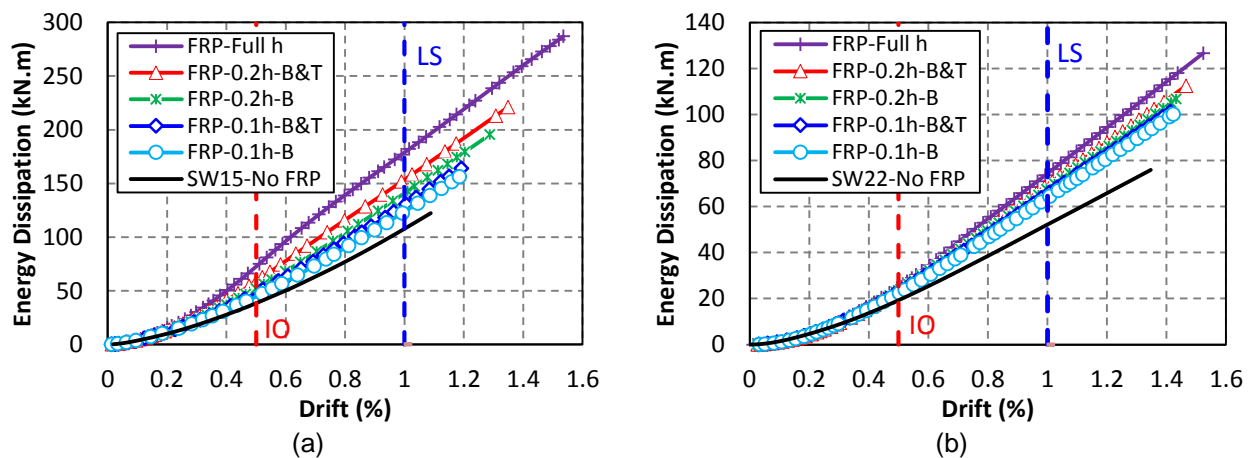 Energy Dissipation (kN.m)
300
250
200
150
100
50
0
FRP-Full h
FRP-0.2h-B&T
FRP-0.2h-B
FRP-0.1h-B&T
FRP-0.1h-B
SW15-No FRP
LS
IO
0 0.2 0.4 0.6 0.8 1 1.2 1.4 1.6
Drift (%)
(a)
Energy Dissipation (kN.m)
140
120
100
80
60
40
20
0
FRP-Full h
FRP-0.2h-B&T
FRP-0.2h-B
FRP-0.1h-B&T
FRP-0.1h-B
SW22-No FRP
LS
IO
0 0.2 0.4 0.6 0.8 1 1.2 1.4 1.6
Drift (%)
(b)